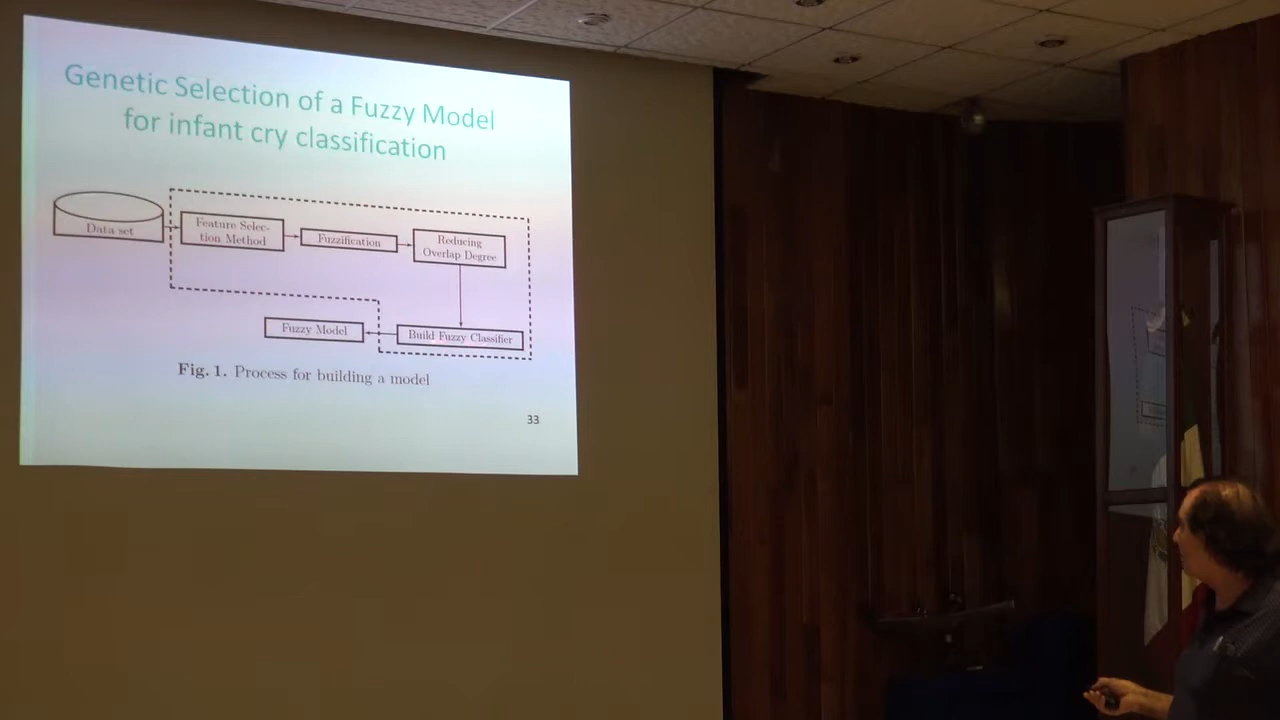 Genetic Selection of a Fuzzy Model
for infant cry classification
Data set
Feature Selec-
tion Method
Fuzzification
Reducing
Overlap Degree
Fuzzy Model
Build Fuzzy Classifier
Fig. 1. Process for building a model
33